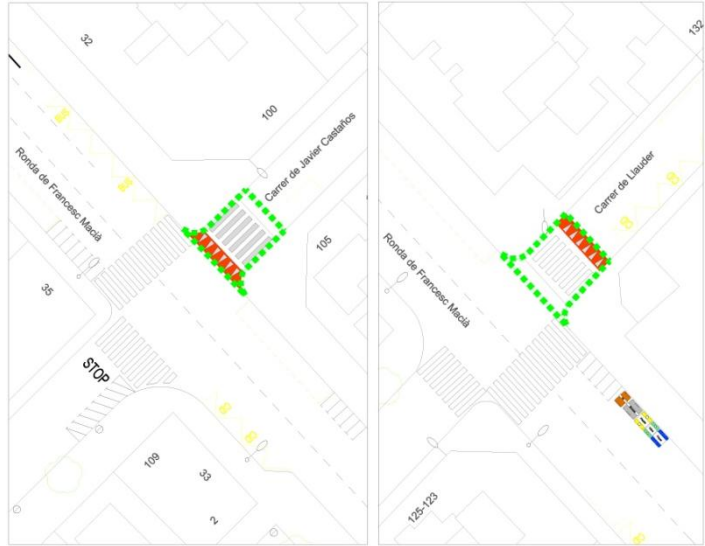 32
100
Carrer de Javier Castaños
Ronda de Francesc Macià
105
35
STOP
109
33
2
132
Carrer de Llauder
Ronda de Francesc Macià
125-123